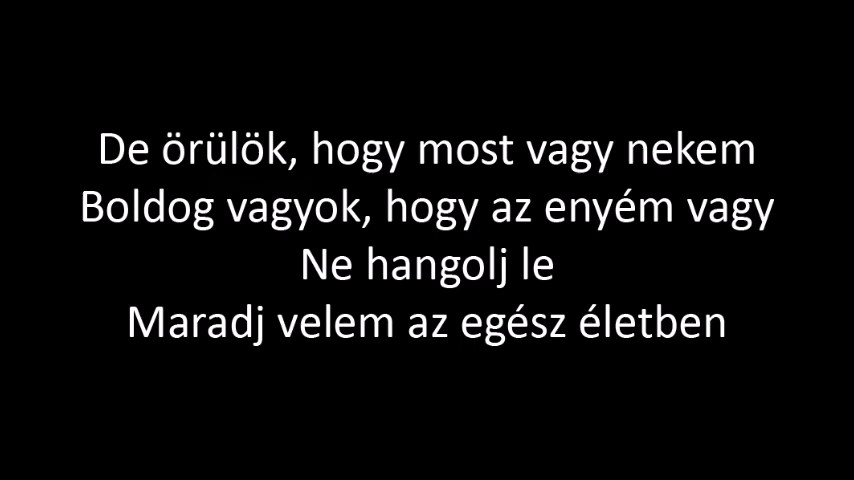 De örülök, hogy most vagy nekem
Boldog vagyok, hogy az enyém vagy
Ne hangolj le
Maradj velem az egész életben